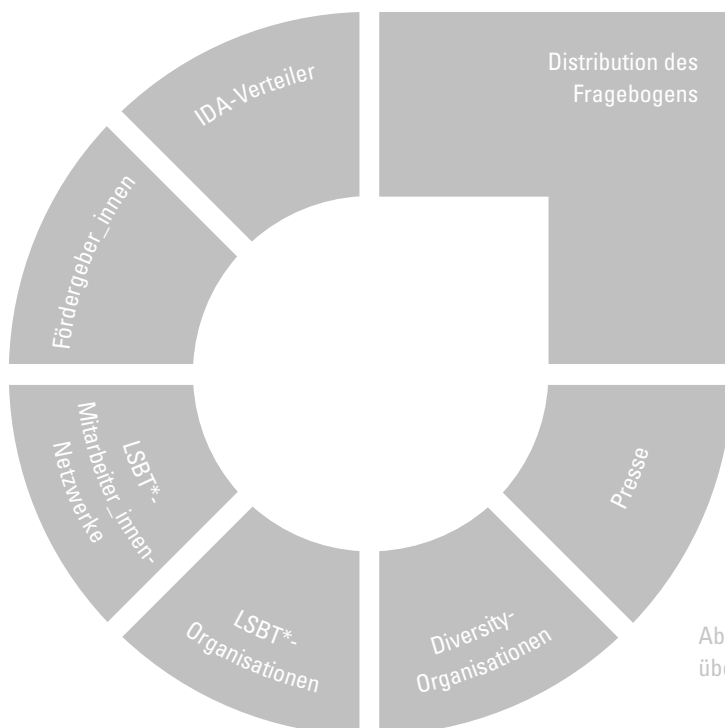 Distribution des
Fragebogens
IDA-Verteiler
Fördergeber_innen
LSBT*-
Mitarbeiter_innen-
Netzwerke
LSBT*-
Organisationen
Diversity-
Organisationen
Presse